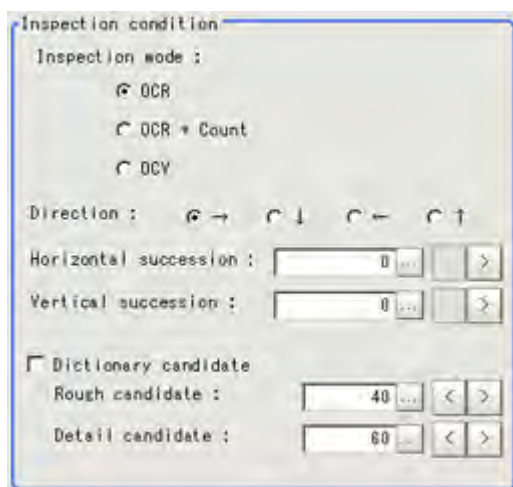 Inspection condition
Inspection mode :
OCR
OCR + Count
OCV
Direction : → ↓ ← ↑
Horizontal succession : 0 ... >
Vertical succession : 0 ... >
Dictionary candidate
Rough candidate : 40 ... < >
Detail candidate : 60 ... < >